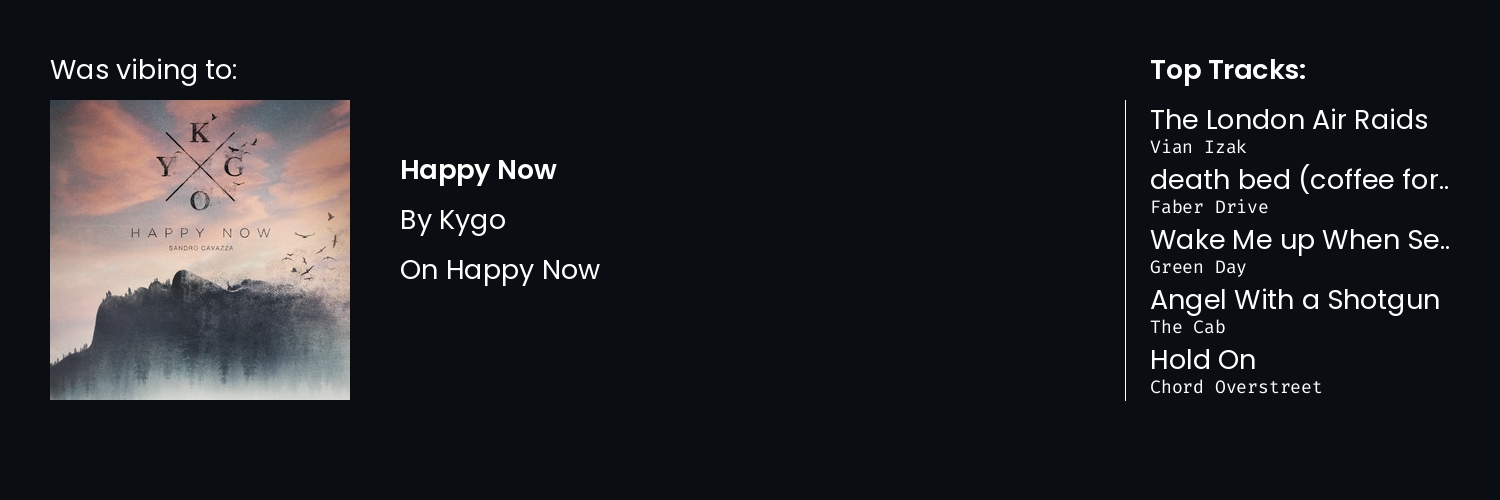 Was vibing to:
K
Y G
O
HAPPY NOW
SANDRO CAVAZZA
Happy Now
By Kygo
On Happy Now
Top Tracks:
The London Air Raids
Vian Izak
death bed (coffee for..
Faber Drive
Wake Me up When Se..
Green Day
Angel With a Shotgun
The Cab
Hold On
Chord Overstreet